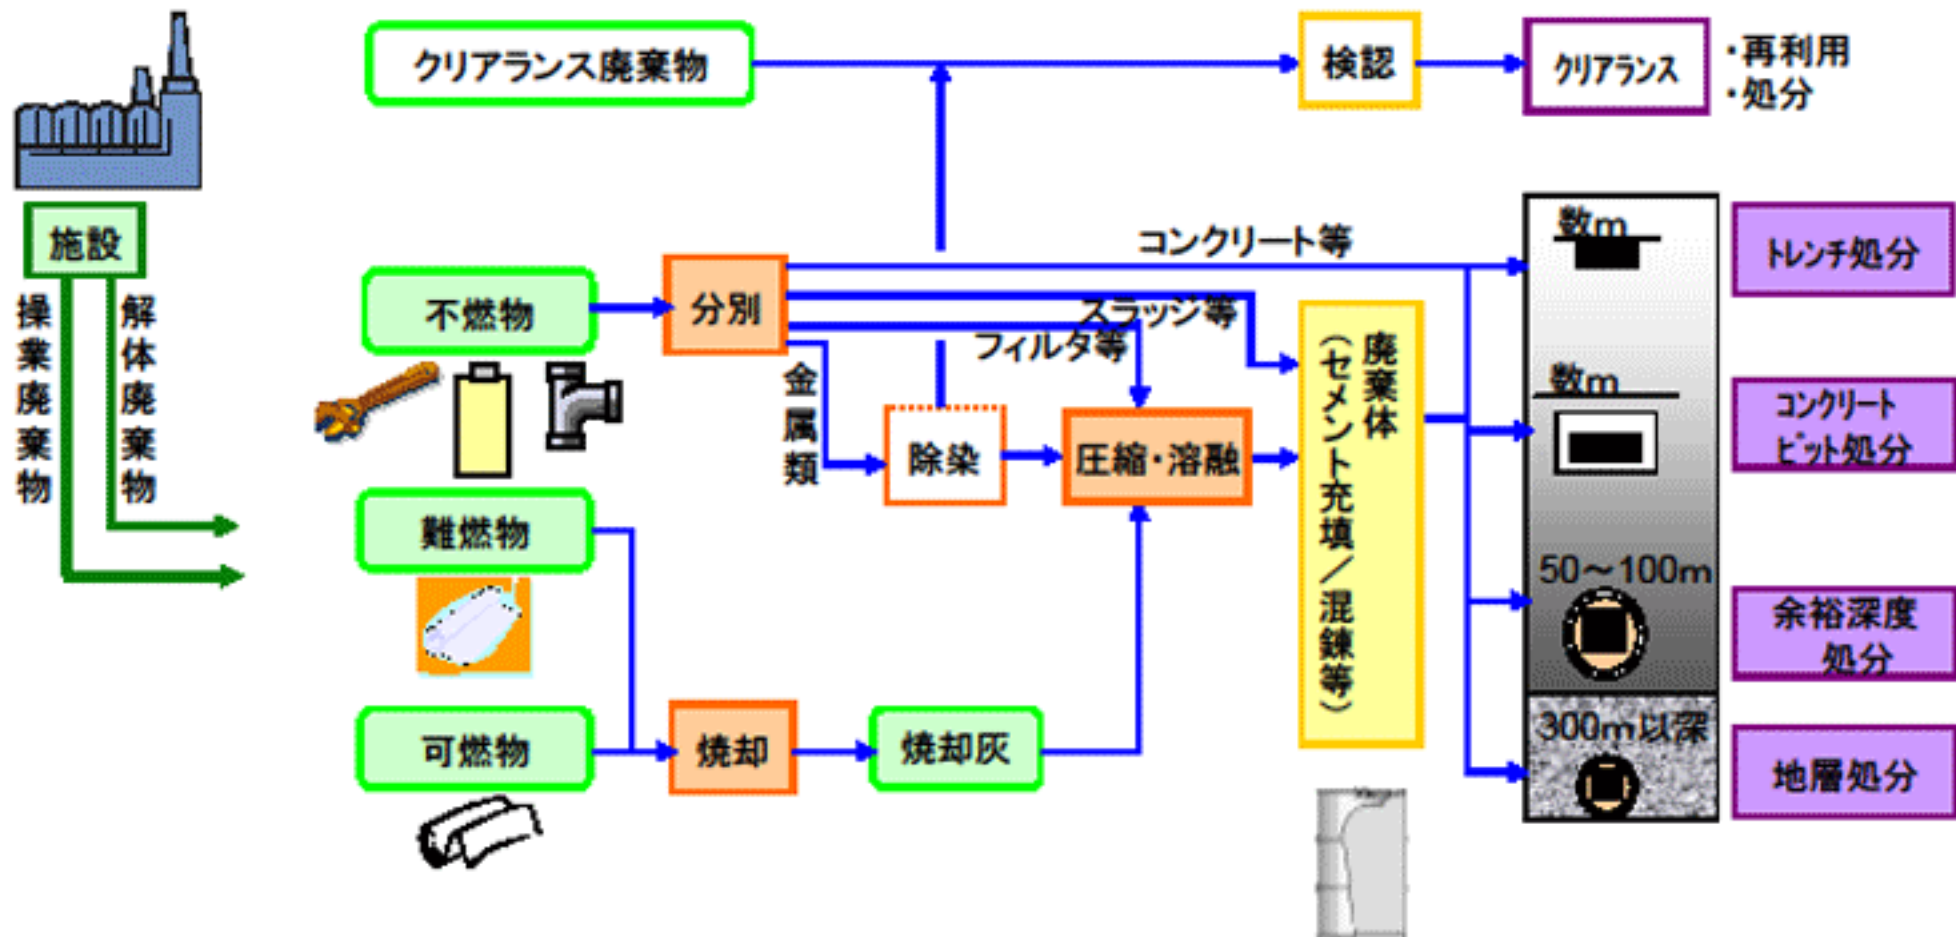 クリアランス廃棄物
検認
クリアランス
・再利用
・処分
施設
操業廃棄物
解体廃棄物
不燃物
分別
コンクリート等
スラッジ等
フィルタ等
金属類
除染
圧縮・溶融
廃棄体
（セメント充填／混錬等）
難燃物
可燃物
焼却
焼却灰
数m
トレンチ処分
数m
コンクリート
ピット処分
50～100m
余裕深度
処分
300m以深
地層処分